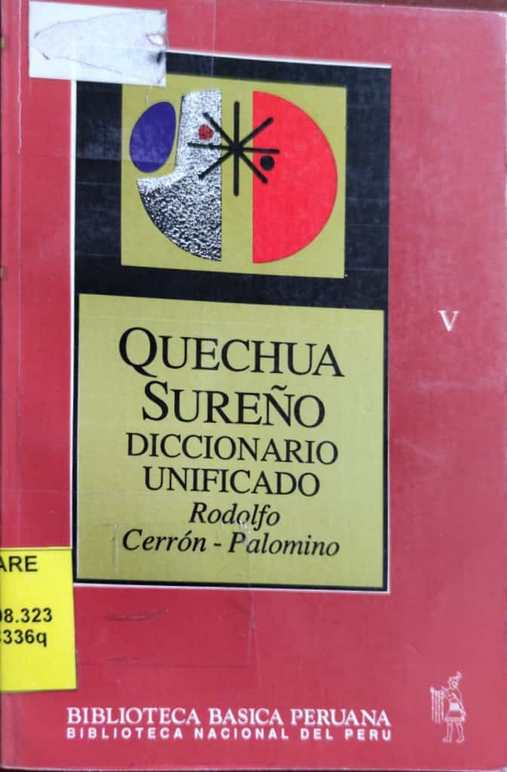 V
QUECHUA
SUREÑO
DICCIONARIO
UNIFICADO
Rodolfo
Cerrón - Palomino
ARE
98.323
336q
BIBLIOTECA BASICA PERUANA
BIBLIOTECA NACIONAL DEL PERU